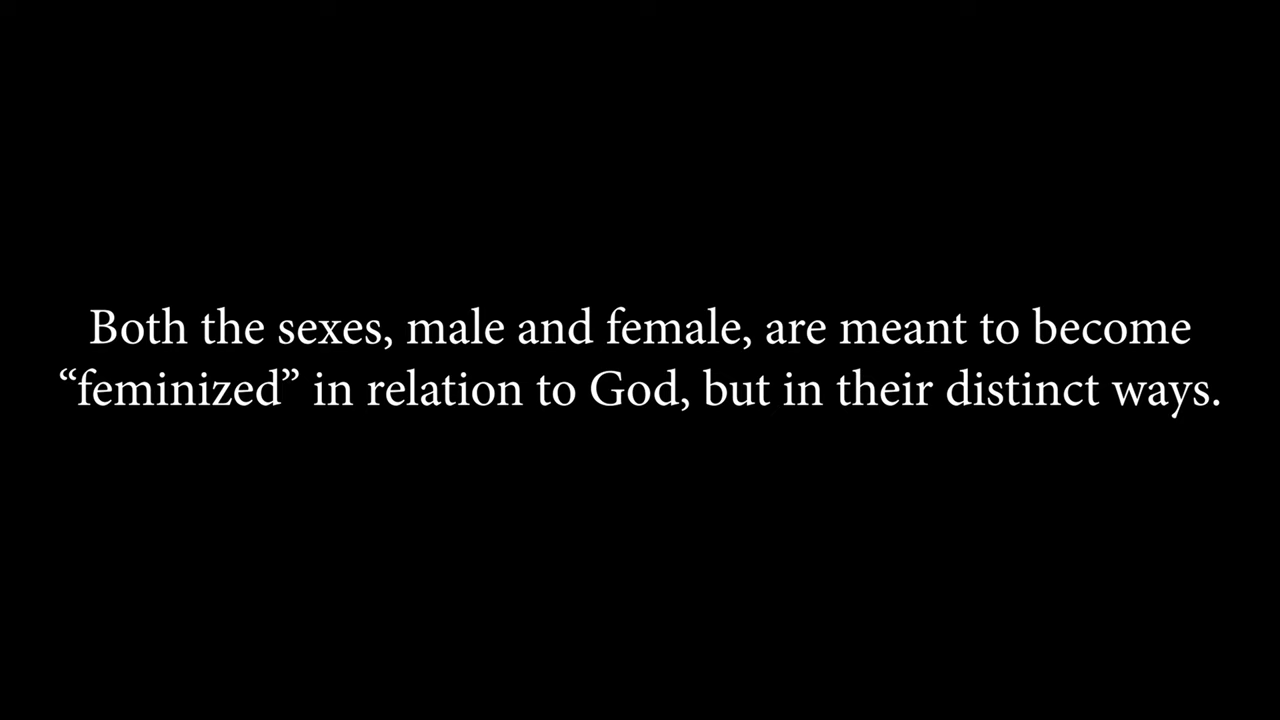 Both the sexes, male and female, are meant to become
“feminized” in relation to God, but in their distinct ways.